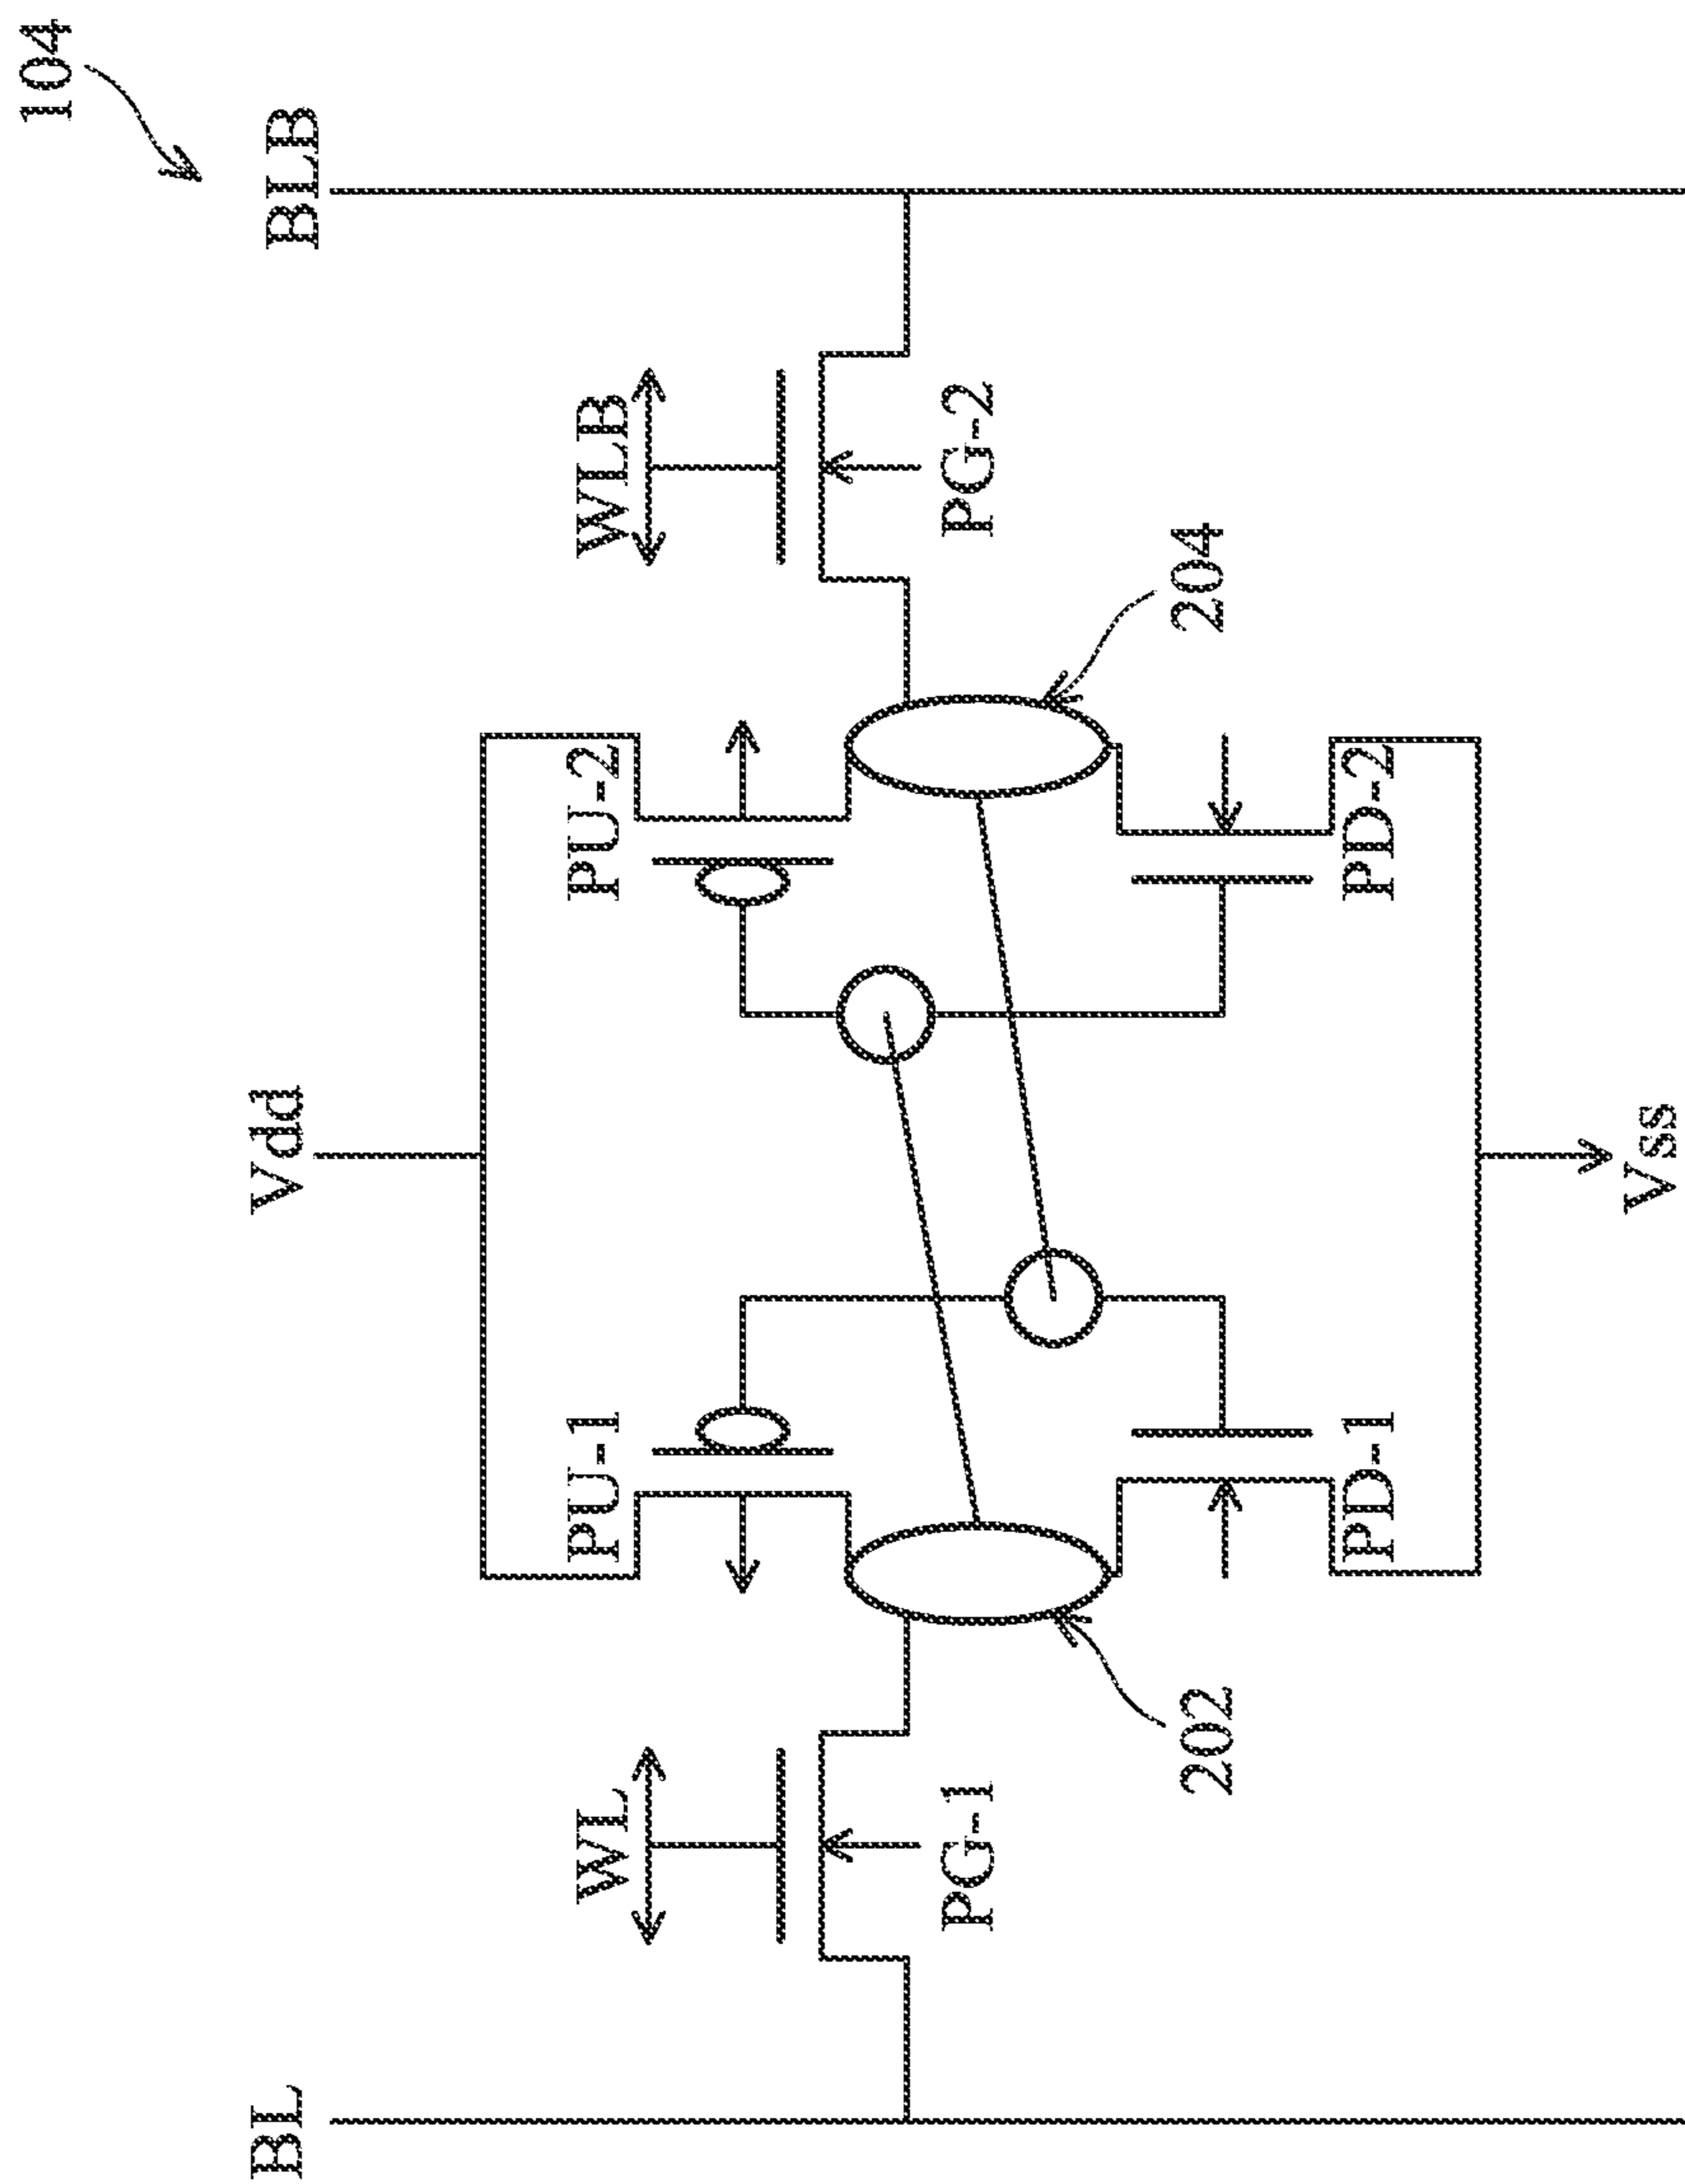 104
BL
Vdd
BLB
WL
PU-1
PU-2
WLB
PG-1
PG-2
202
204
PD-1
PD-2
Vss